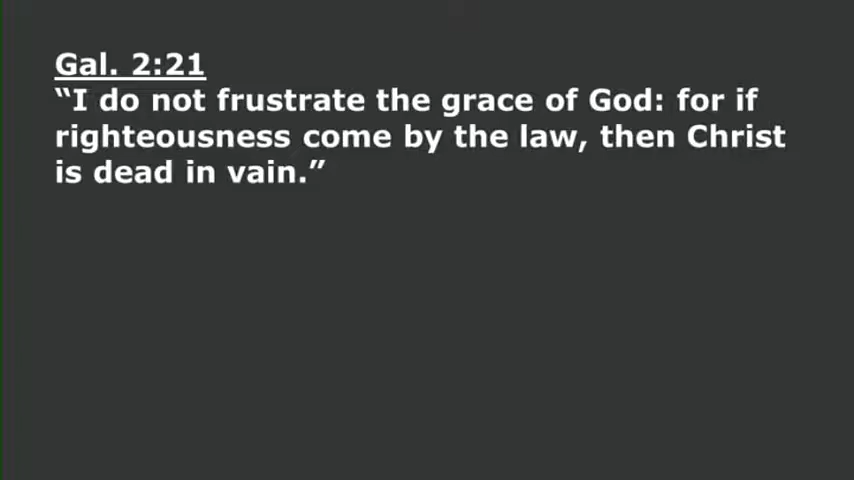 Gal. 2:21
“I do not frustrate the grace of God: for if
righteousness come by the law, then Christ
is dead in vain.”